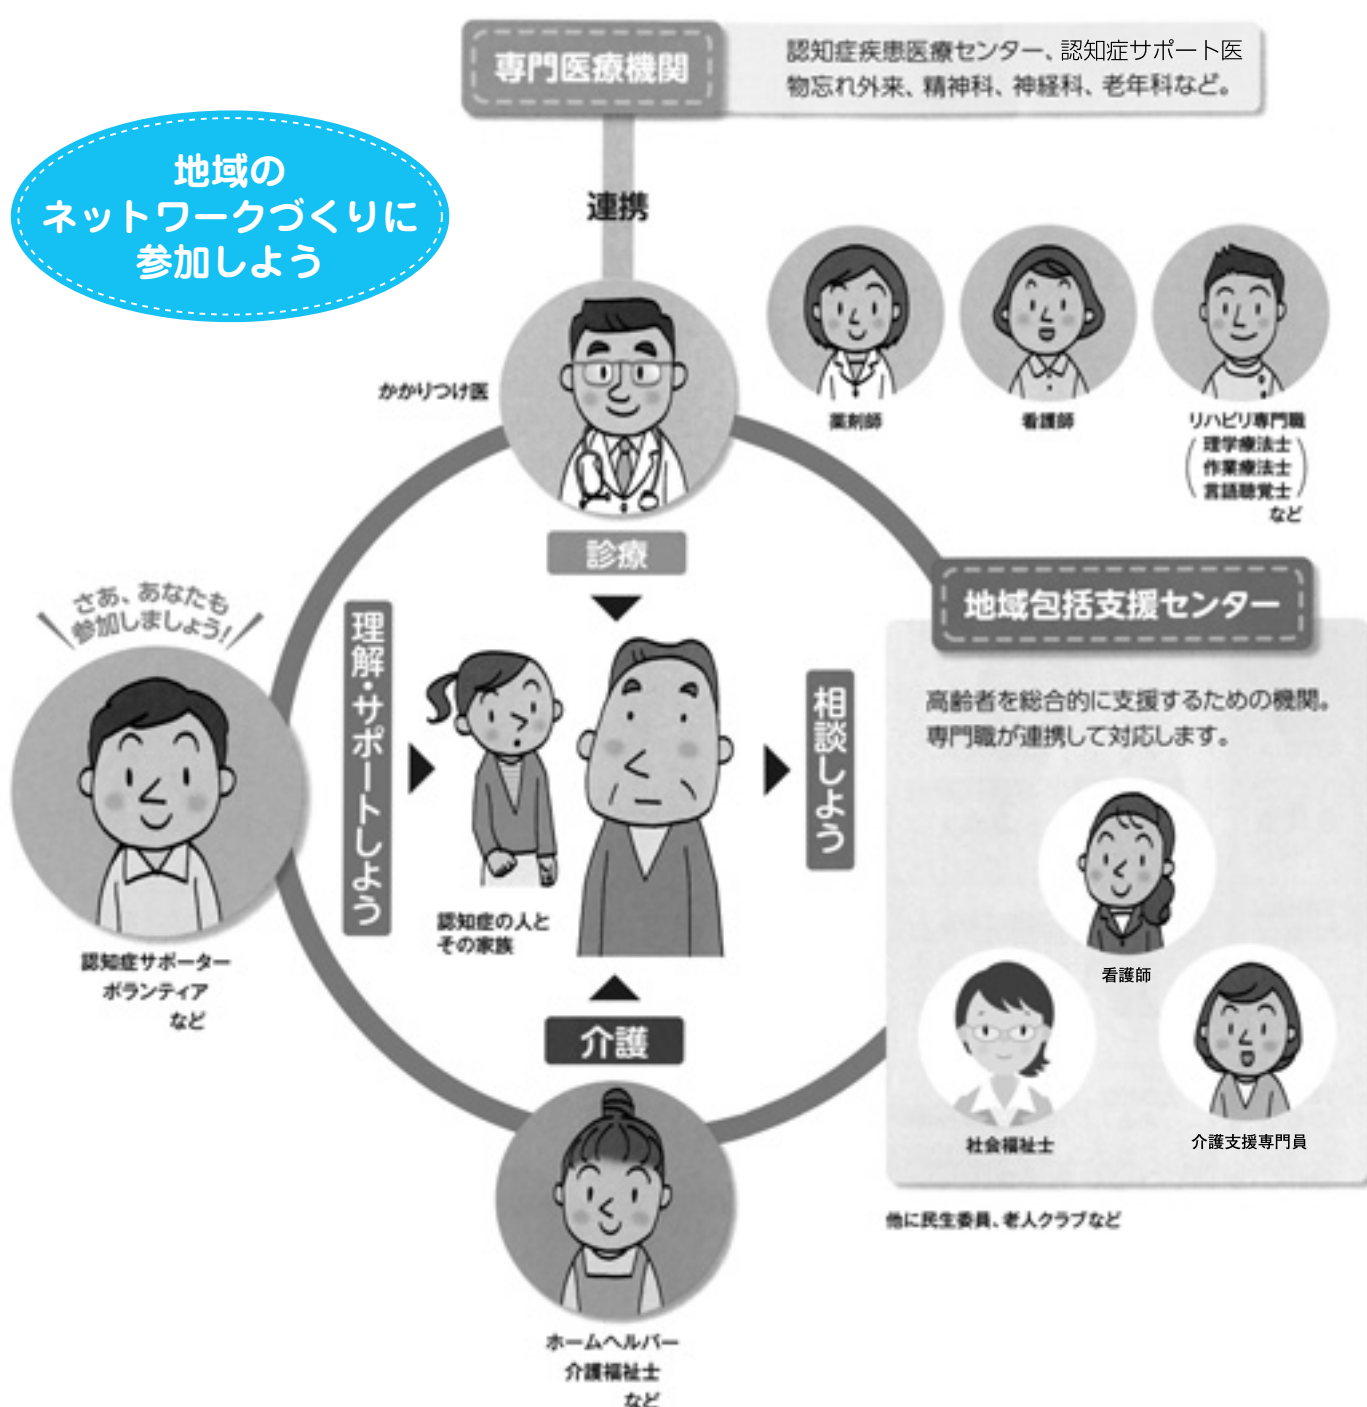 専門医療機関
認知症疾患医療センター、認知症サポート医
物忘れ外来、精神科、神経科、老年科など。
地域の
ネットワークづくりに
参加しよう
連携
かかりつけ医
薬剤師
看護師
リハビリ専門職
理学療法士
作業療法士
言語聴覚士
など
診療
さあ、あなたも
参加しましょう!
理解・サポートしよう
相談しよう
地域包括支援センター
高齢者を総合的に支援するための機関。
専門職が連携して対応します。
認知症の人と
その家族
認知症サポーター
ボランティア
など
看護師
介護
社会福祉士
介護支援専門員
他に民生委員、老人クラブなど
ホームヘルパー
介護福祉士
など